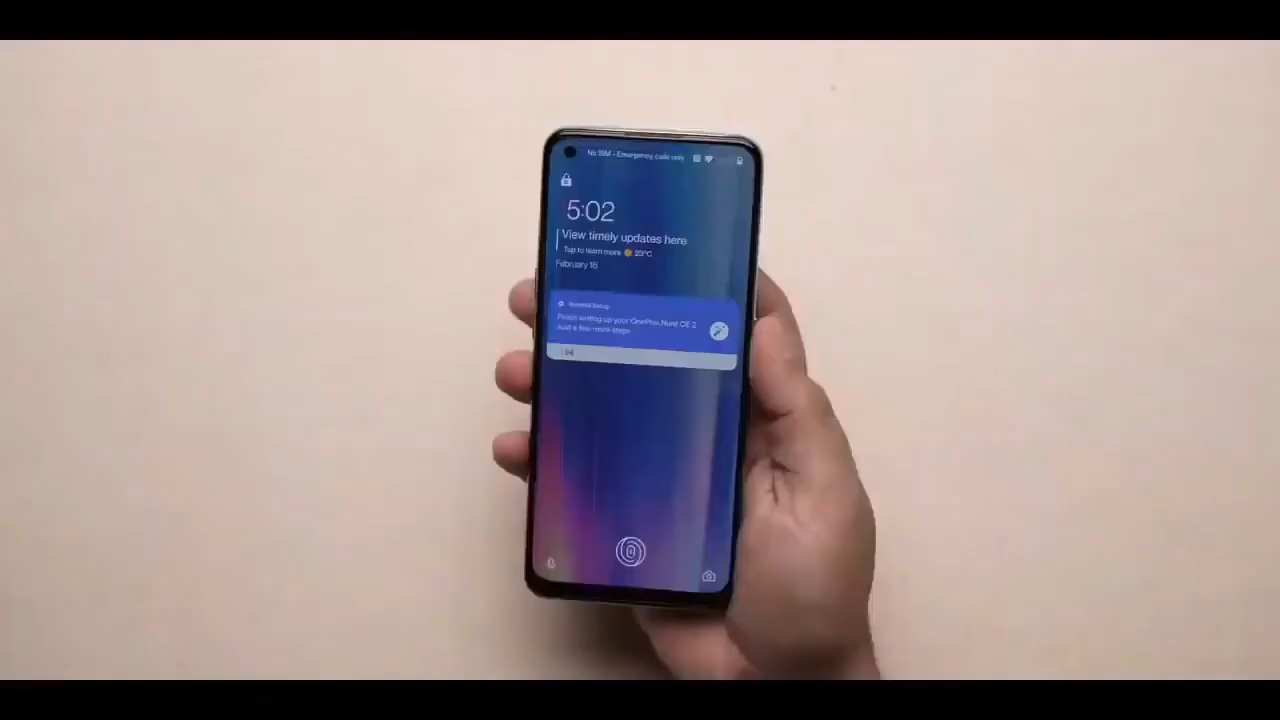 No SIM - Emergency calls only
5:02
View timely updates here
Tap to learn more 23°C
February 16
Finish setting up your OnePlus Nord CE 2
Just a few more steps